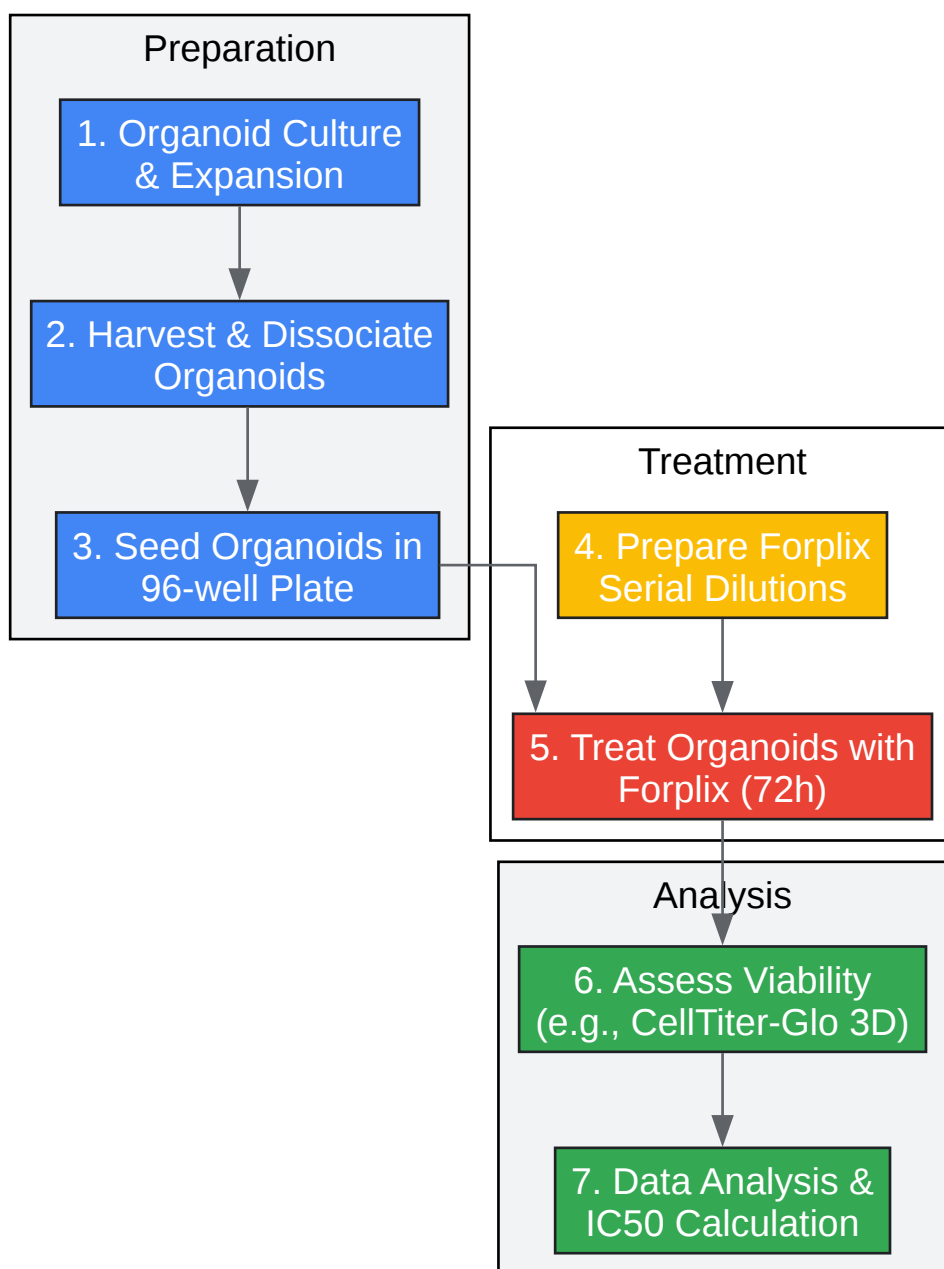 Preparation
1. Organoid Culture
& Expansion
2. Harvest & Dissociate
Organoids
3. Seed Organoids in
96-well Plate
Treatment
4. Prepare Forplix
Serial Dilutions
5. Treat Organoids with
Forplix (72h)
Analysis
6. Assess Viability
(e.g., CellTiter-Glo 3D)
7. Data Analysis &
IC50 Calculation